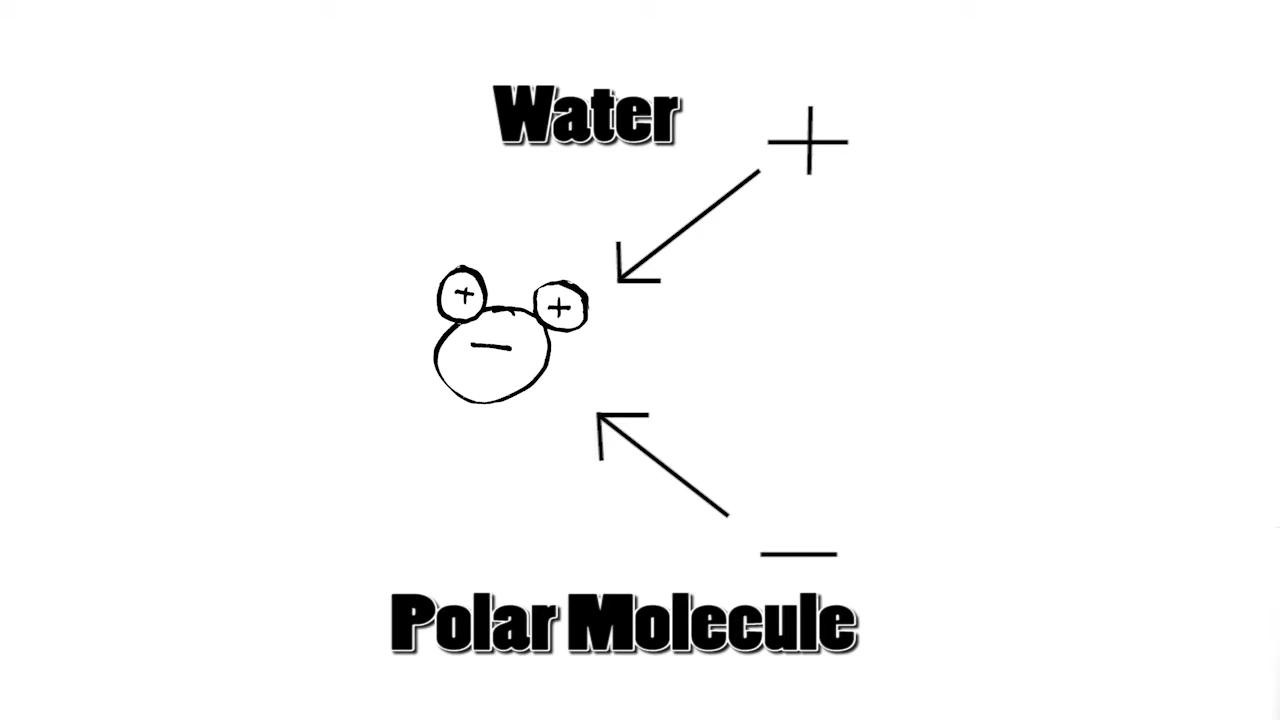 Water
+
+ +
−
−
Polar Molecule